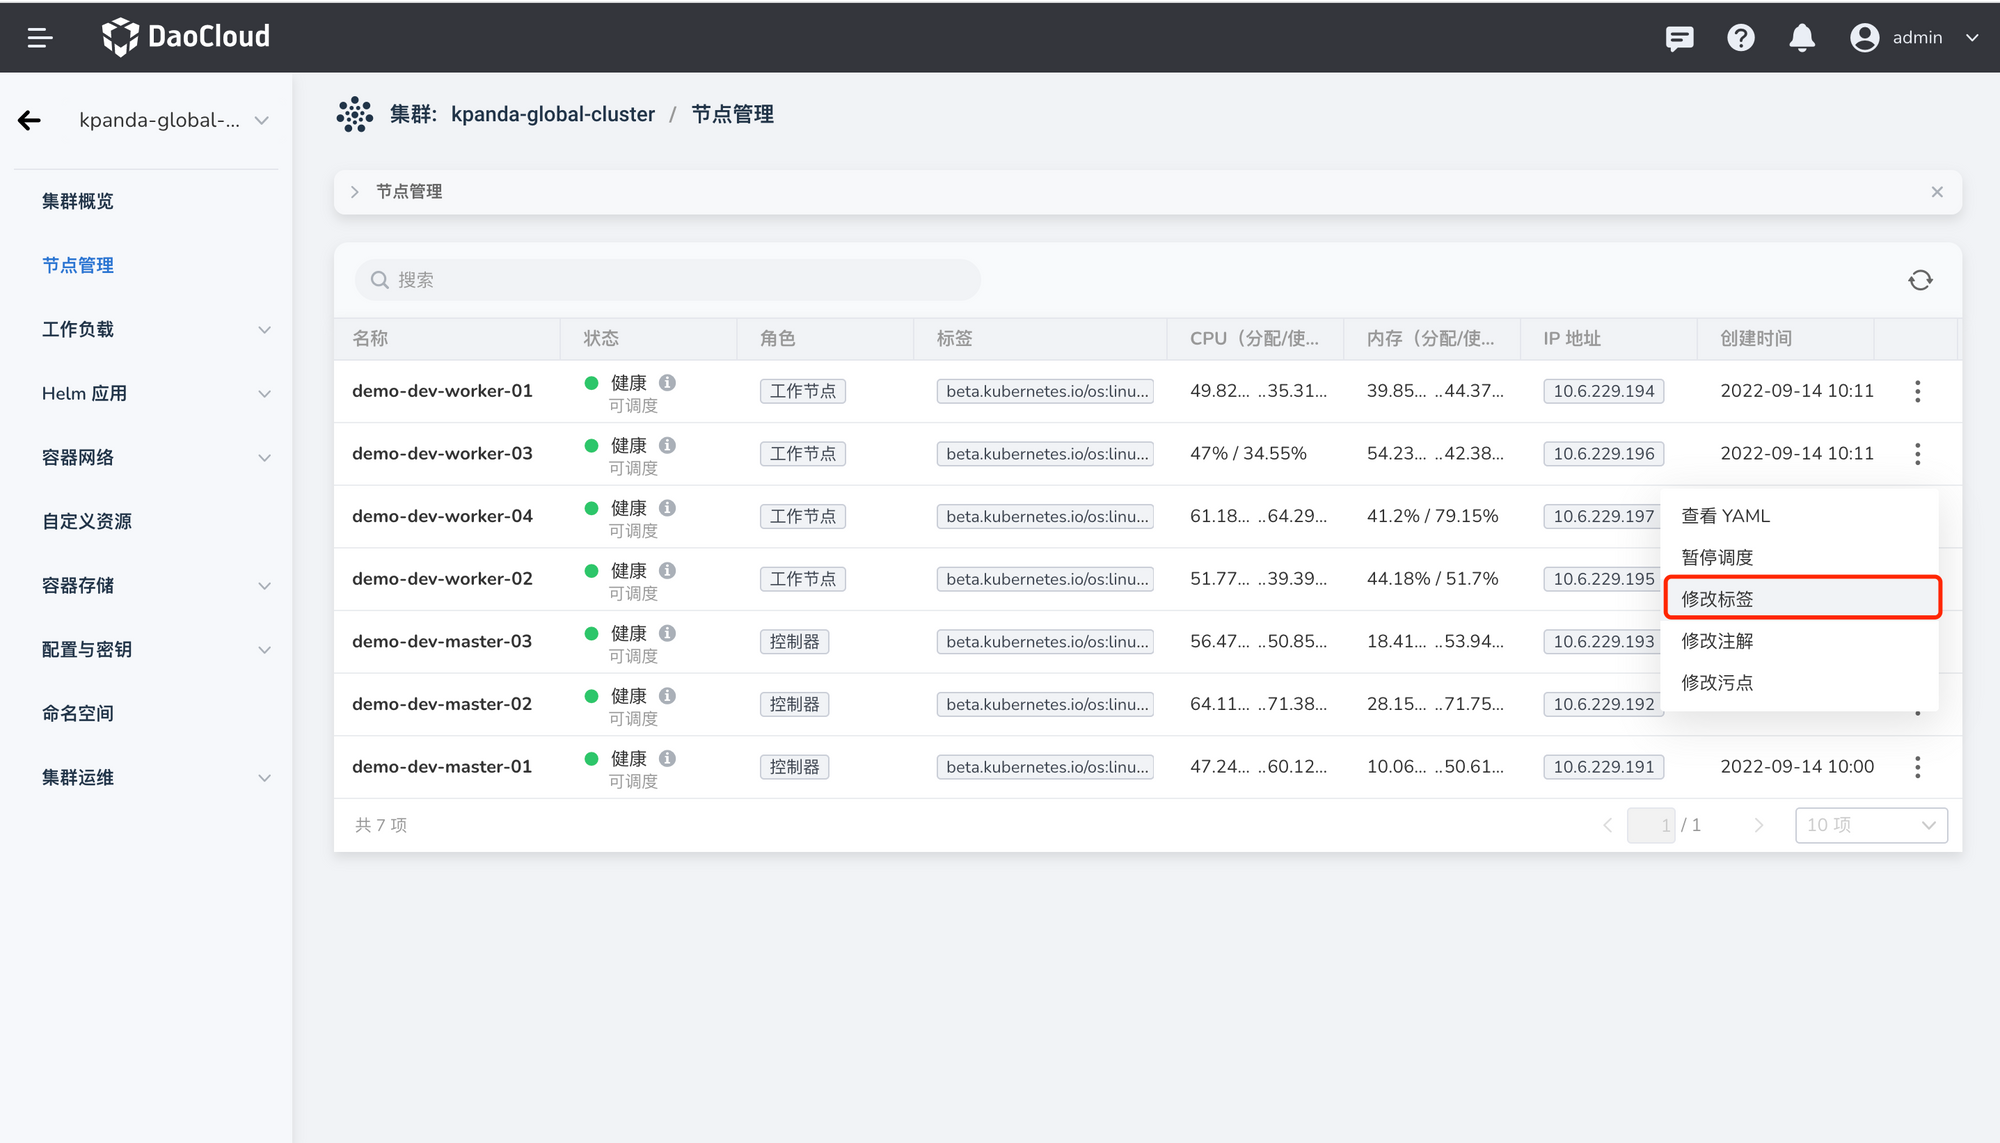 DaoCloud
admin
kpanda-global-...
集群概览
节点管理
工作负载
Helm 应用
容器网络
自定义资源
容器存储
配置与密钥
命名空间
集群运维
集群: kpanda-global-cluster / 节点管理
节点管理
搜索
名称 状态 角色 标签 CPU（分配/使... 内存（分配/使... IP 地址 创建时间
demo-dev-worker-01 健康 工作节点 beta.kubernetes.io/os:linu... 49.82... ..35.31... 39.85... ..44.37... 10.6.229.194 2022-09-14 10:11
可调度
demo-dev-worker-03 健康 工作节点 beta.kubernetes.io/os:linu... 47% / 34.55% 54.23... ..42.38... 10.6.229.196 2022-09-14 10:11
可调度
demo-dev-worker-04 健康 工作节点 beta.kubernetes.io/os:linu... 61.18... ..64.29... 41.2% / 79.15% 10.6.229.197
可调度
demo-dev-worker-02 健康 工作节点 beta.kubernetes.io/os:linu... 51.77... ..39.39... 44.18% / 51.7% 10.6.229.195
可调度
demo-dev-master-03 健康 控制器 beta.kubernetes.io/os:linu... 56.47... ..50.85... 18.41... ..53.94... 10.6.229.193
可调度
demo-dev-master-02 健康 控制器 beta.kubernetes.io/os:linu... 64.11... ..71.38... 28.15... ..71.75... 10.6.229.192
可调度
demo-dev-master-01 健康 控制器 beta.kubernetes.io/os:linu... 47.24... ..60.12... 10.06... ..50.61... 10.6.229.191 2022-09-14 10:00
可调度
查看 YAML
暂停调度
修改标签
修改注解
修改污点
共 7 项
1 / 1
10 项